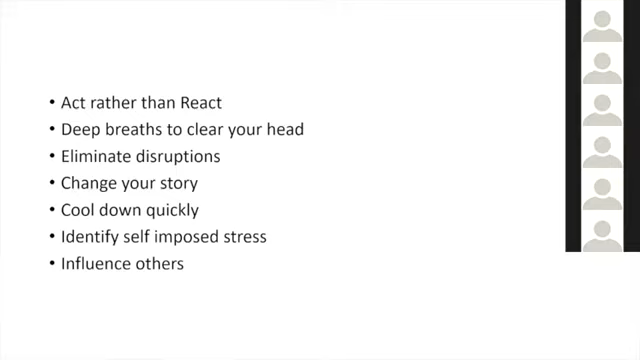 • Act rather than React
• Deep breaths to clear your head
• Eliminate disruptions
• Change your story
• Cool down quickly
• Identify self imposed stress
• Influence others